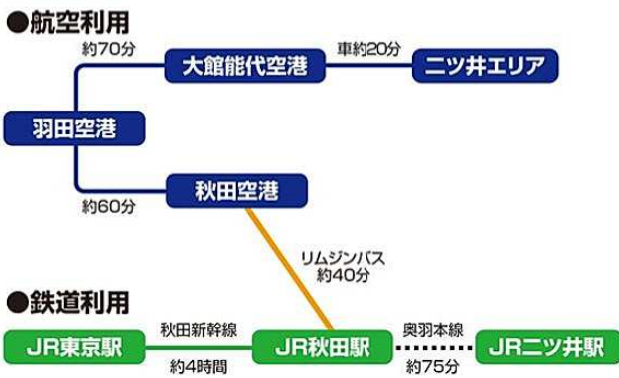 ●航空利用
約70分
大館能代空港
車約20分
二ツ井エリア
羽田空港
約60分
秋田空港
リムジンバス
約40分
●鉄道利用
JR東京駅
秋田新幹線
約4時間
JR秋田駅
奥羽本線
約75分
JR二ツ井駅